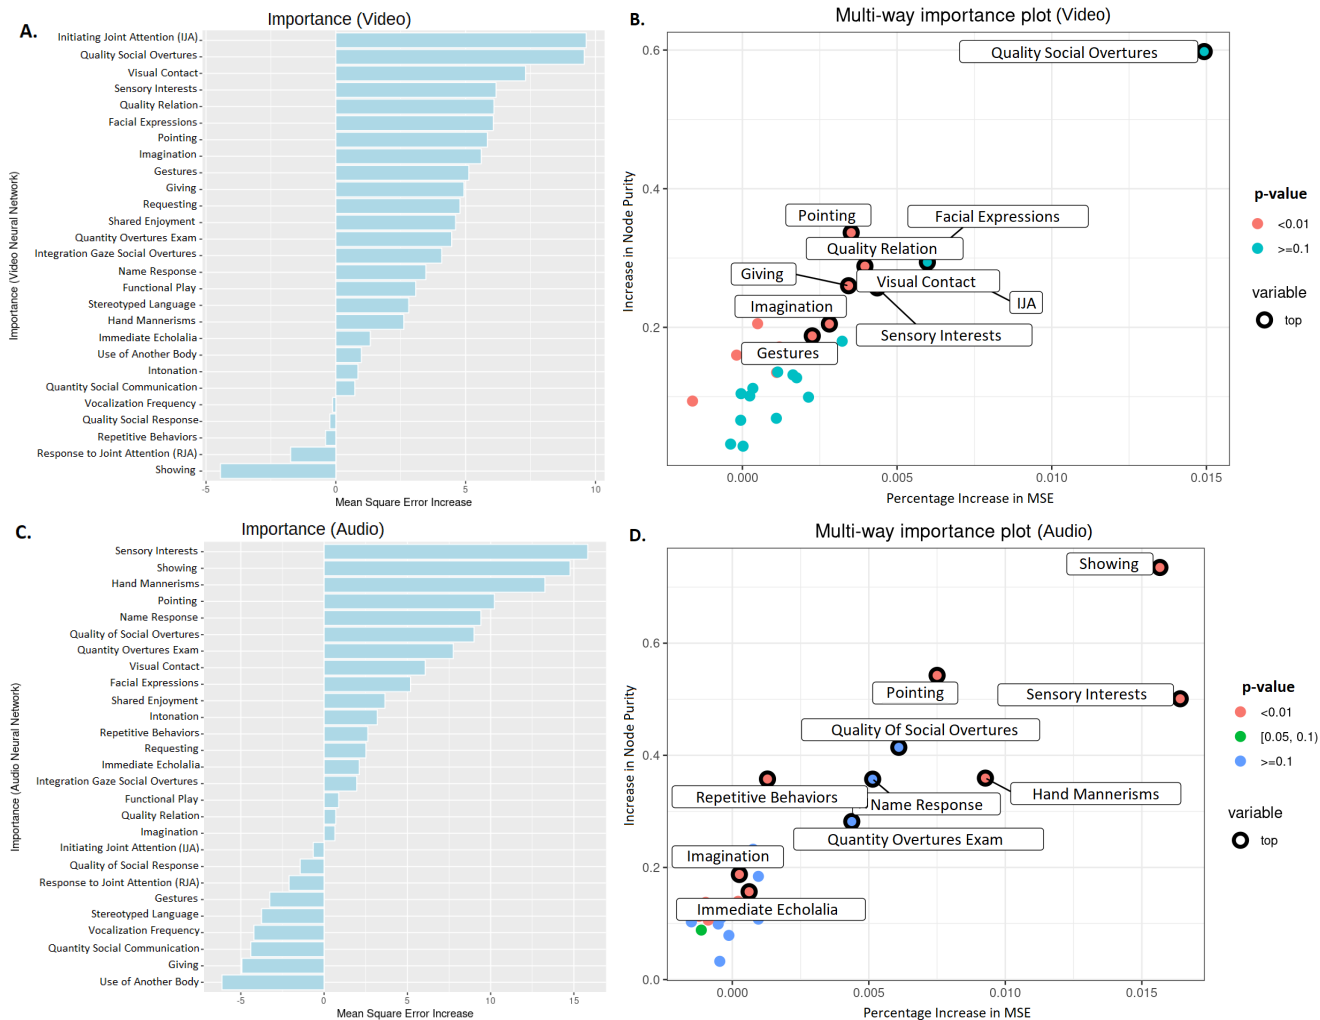 A.
Importance (Video)
Importance (Video Neural Network)
Initiating Joint Attention (IJA)
Quality Social Overtures
Visual Contact
Sensory Interests
Quality Relation
Facial Expressions
Pointing
Imagination
Gestures
Giving
Requesting
Shared Enjoyment
Quantity Overtures Exam
Integration Gaze Social Overtures
Name Response
Functional Play
Stereotyped Language
Hand Mannerisms
Immediate Echolalia
Use of Another Body
Intonation
Quantity Social Communication
Vocalization Frequency
Quality Social Response
Repetitive Behaviors
Response to Joint Attention (RJA)
Showing
-5 0 5 10
Mean Square Error Increase
B.
Multi-way importance plot (Video)
Increase in Node Purity
0.6
0.4
0.2
Quality Social Overtures
Pointing
Facial Expressions
Quality Relation
Giving
Visual Contact
IJA
Imagination
Sensory Interests
Gestures
0.000 0.005 0.010 0.015
Percentage Increase in MSE
p-value
<0.01
>=0.1
variable
top
C.
Importance (Audio)
Importance (Audio Neural Network)
Sensory Interests
Showing
Hand Mannerisms
Pointing
Name Response
Quality of Social Overtures
Quantity Overtures Exam
Visual Contact
Facial Expressions
Shared Enjoyment
Intonation
Repetitive Behaviors
Requesting
Immediate Echolalia
Integration Gaze Social Overtures
Functional Play
Quality Relation
Imagination
Initiating Joint Attention (IJA)
Quality of Social Response
Response to Joint Attention (RJA)
Gestures
Stereotyped Language
Vocalization Frequency
Quantity Social Communication
Giving
Use of Another Body
-5 0 5 10 15
Mean Square Error Increase
D.
Multi-way importance plot (Audio)
Increase in Node Purity
0.6
0.4
0.2
0.0
Showing
Pointing
Sensory Interests
Quality Of Social Overtures
Repetitive Behaviors
Name Response
Hand Mannerisms
Quantity Overtures Exam
Imagination
Immediate Echolalia
0.000 0.005 0.010 0.015
Percentage Increase in MSE
p-value
<0.01
[0.05, 0.1)
>=0.1
variable
top